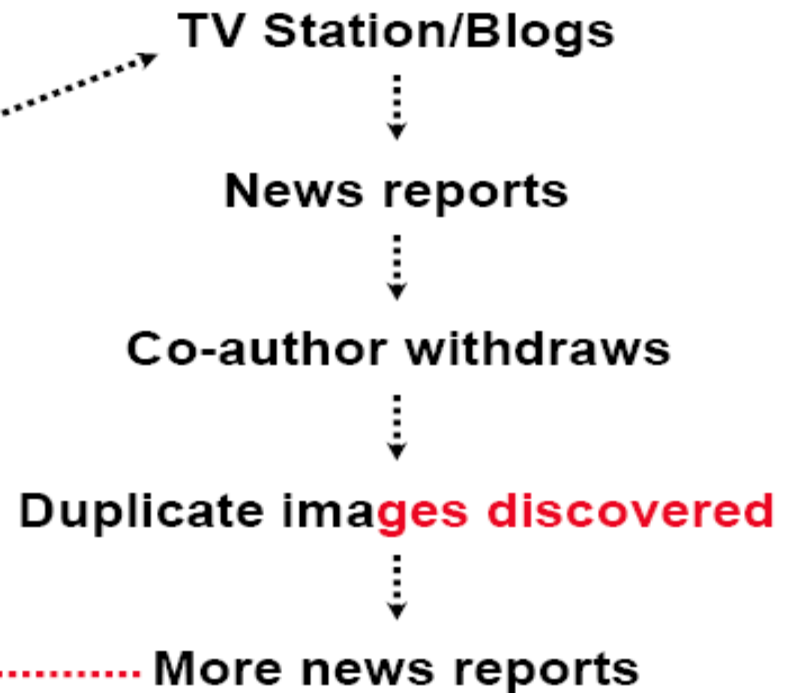 TV Station/Blogs
News reports
Co-author withdraws
Duplicate images discovered
More news reports